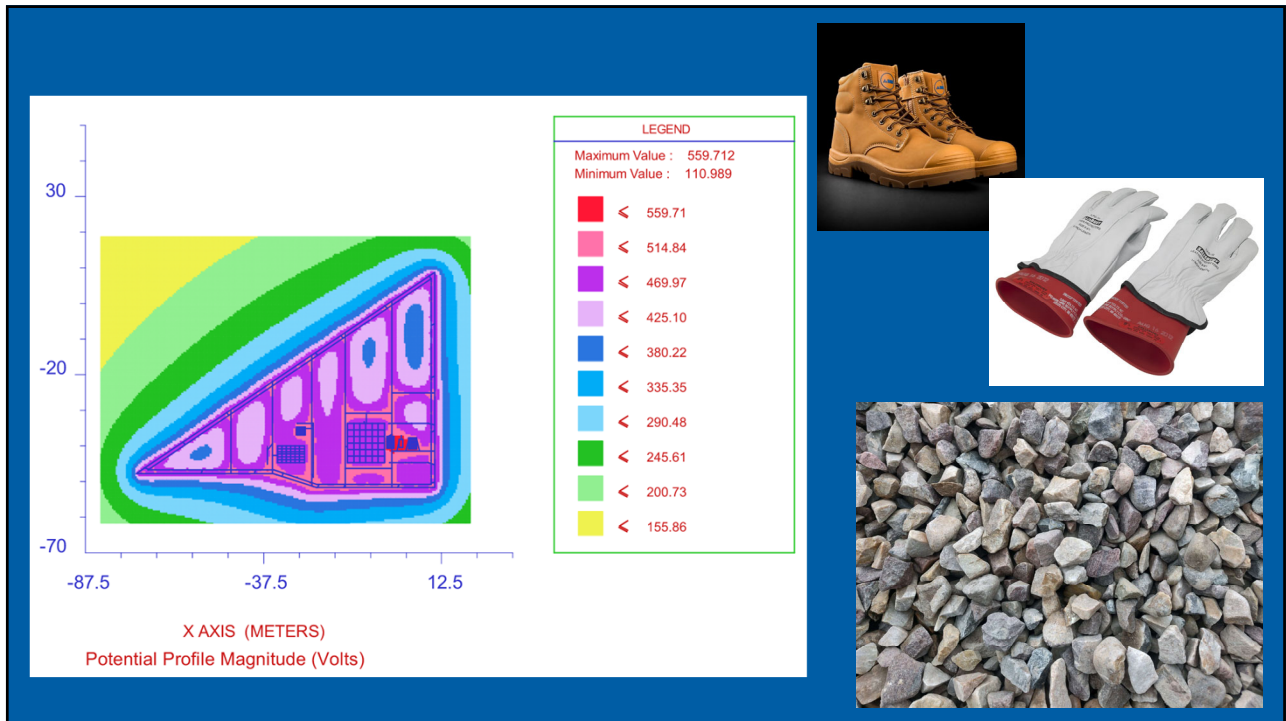 LEGEND
Maximum Value : 559.712
Minimum Value : 110.989
⩽ 559.71
⩽ 514.84
⩽ 469.97
⩽ 425.10
⩽ 380.22
⩽ 335.35
⩽ 290.48
⩽ 245.61
⩽ 200.73
⩽ 155.86
30
-20
-70
-87.5 -37.5 12.5
X AXIS (METERS)
Potential Profile Magnitude (Volts)